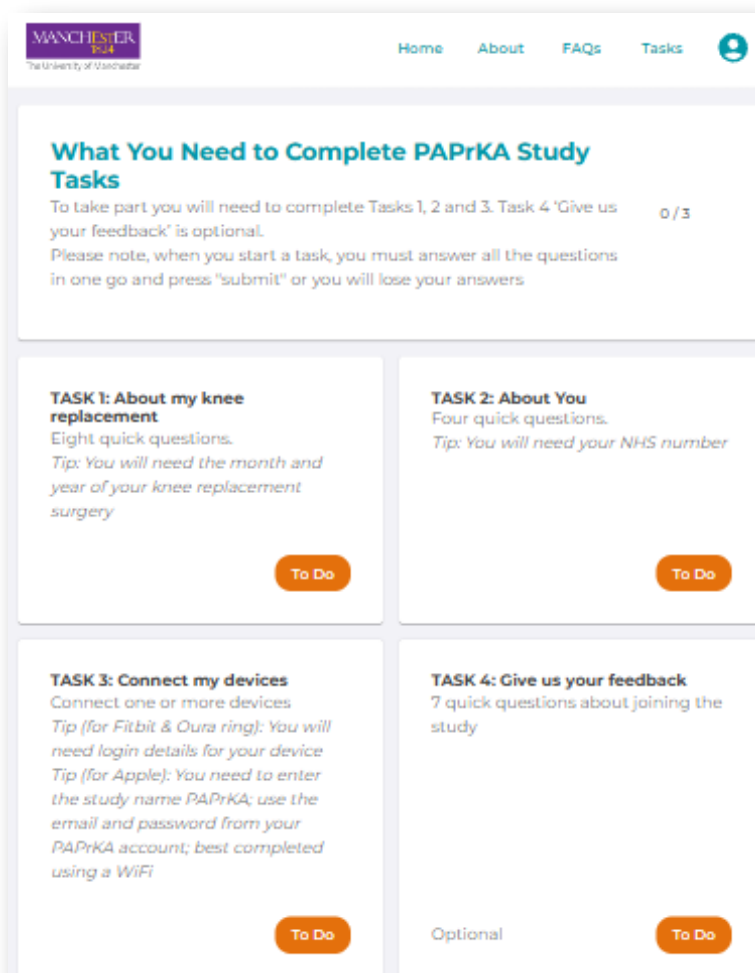 MANCHESTER
1824
The University of Manchester
Home About FAQs Tasks
What You Need to Complete PAPrKA Study
Tasks
To take part you will need to complete Tasks 1, 2 and 3. Task 4 'Give us
your feedback' is optional.
0 / 3
Please note, when you start a task, you must answer all the questions
in one go and press "submit" or you will lose your answers
TASK 1: About my knee
replacement
Eight quick questions.
Tip: You will need the month and
year of your knee replacement
surgery
To Do
TASK 2: About You
Four quick questions.
Tip: You will need your NHS number
To Do
TASK 3: Connect my devices
Connect one or more devices
Tip (for Fitbit & Oura ring): You will
need login details for your device
Tip (for Apple): You need to enter
the study name PAPrKA; use the
email and password from your
PAPrKA account; best completed
using a WiFi
To Do
TASK 4: Give us your feedback
7 quick questions about joining the
study
Optional
To Do